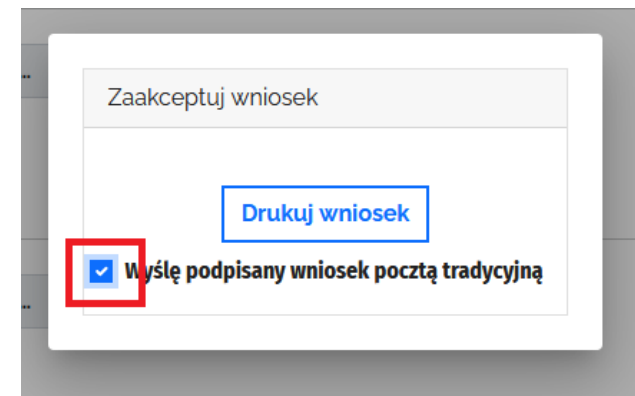 Zaakceptuj wniosek
Drukuj wniosek
Wyślę podpisany wniosek pocztą tradycyjną